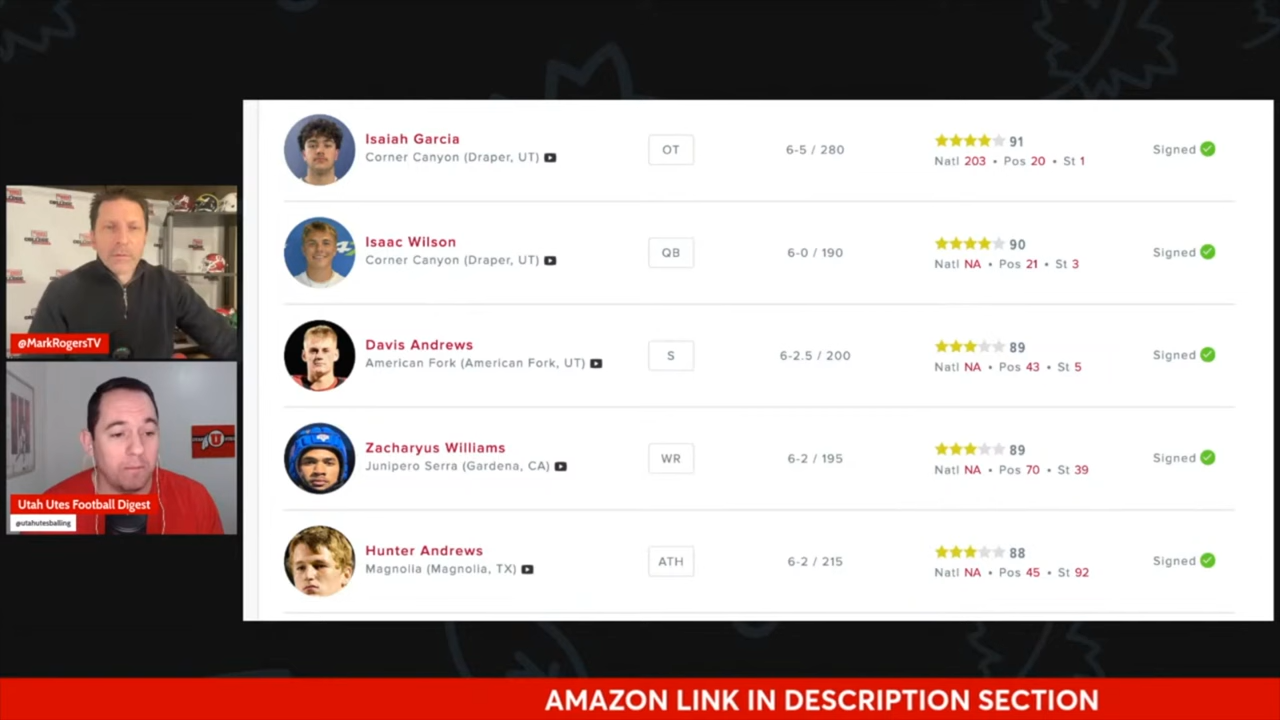 Isaiah Garcia
Corner Canyon (Draper, UT)
OT
6-5 / 280
91
Natl 203 • Pos 20 • St 1
Signed
Isaac Wilson
Corner Canyon (Draper, UT)
QB
6-0 / 190
90
Natl NA • Pos 21 • St 3
Signed
Davis Andrews
American Fork (American Fork, UT)
S
6-2.5 / 200
89
Natl NA • Pos 43 • St 5
Signed
Zacharyus Williams
Junipero Serra (Gardena, CA)
WR
6-2 / 195
89
Natl NA • Pos 70 • St 39
Signed
Hunter Andrews
Magnolia (Magnolia, TX)
ATH
6-2 / 215
88
Natl NA • Pos 45 • St 92
Signed
@MarkRogersTV
Utah Utes Football Digest
@utahutesballing
AMAZON LINK IN DESCRIPTION SECTION